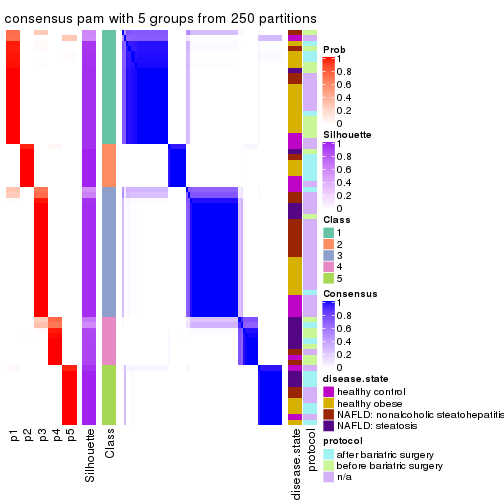 consensus pam with 5 groups from 250 partitions
Prob
1
0.8
0.6
0.4
0.2
0
Silhouette
1
0.8
0.6
0.4
0.2
0
Class
1
2
3
4
5
Consensus
1
0.8
0.6
0.4
0.2
0
disease.state
healthy control
healthy obese
NAFLD: nonalcoholic steatohepatitis
NAFLD: steatosis
protocol
after bariatric surgery
before bariatric surgery
n/a
p1
p2
p3
p4
p5
Silhouette
Class
disease.state
protocol